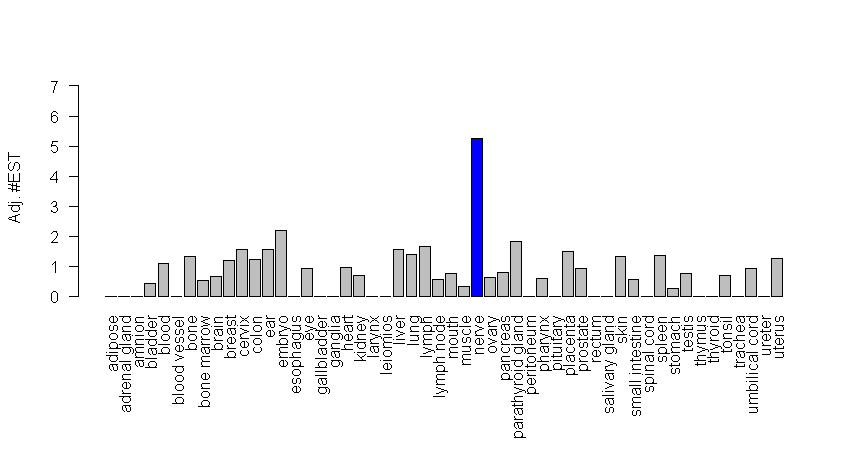 Adj. #EST
7
6
5
4
3
2
1
0
adipose
adrenal gland
amnion
bladder
blood
blood vessel
bone
bone marrow
brain
breast
cervix
colon
ear
embryo
esophagus
eye
gallbladder
ganglia
heart
kidney
larynx
leiomios
liver
lung
lymph
lymph node
mouth
muscle
nerve
ovary
pancreas
parathyroid gland
peritoneum
pharynx
pituitary
placenta
prostate
rectum
salivary gland
skin
small intestine
spinal cord
spleen
stomach
testis
thymus
thyroid
tonsil
trachea
umbilical cord
ureter
uterus